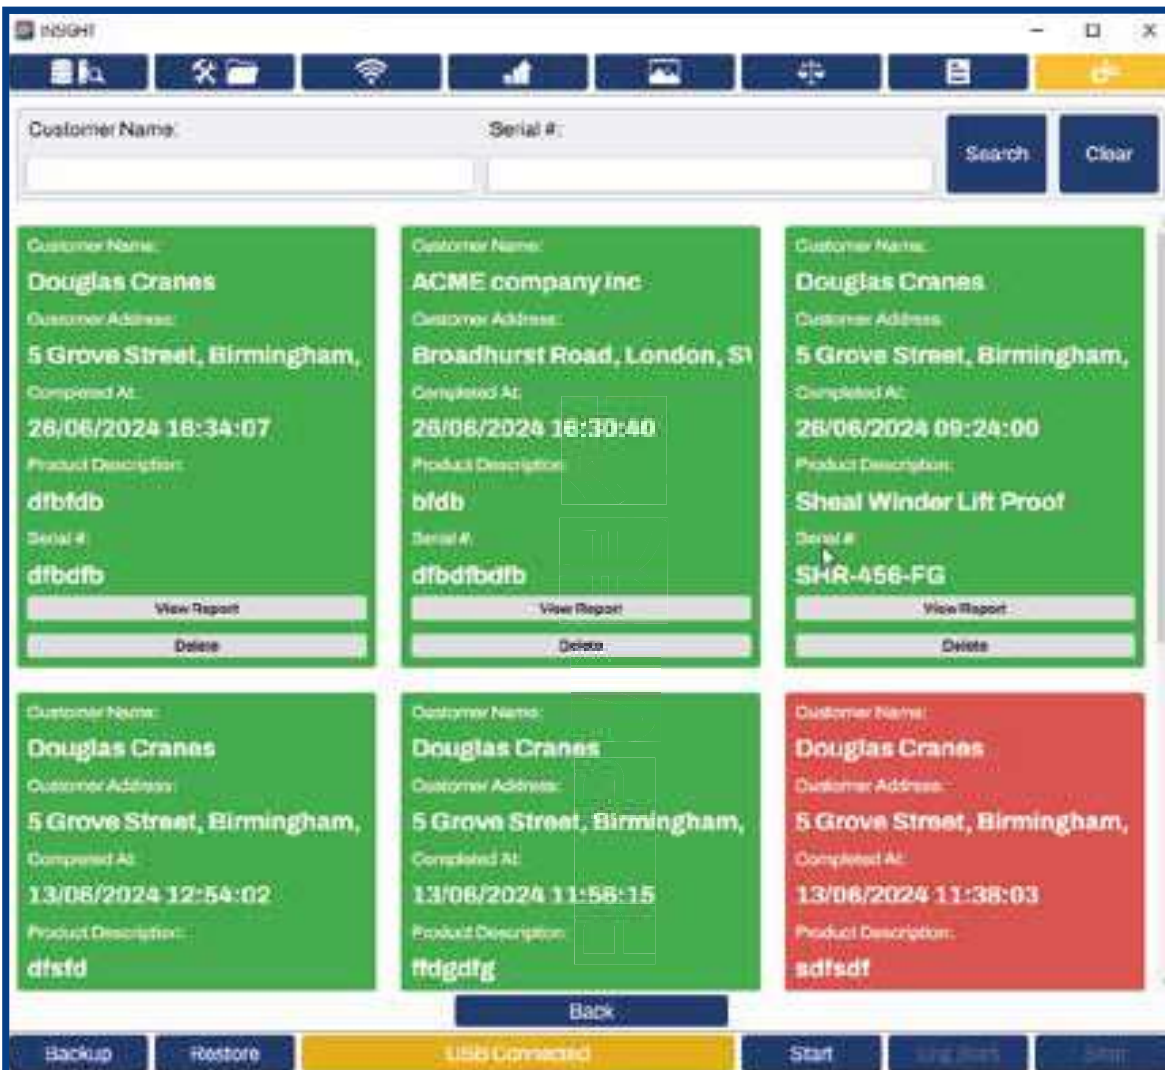 INSIGHT
Customer Name:
Serial #:
Search
Clear
Customer Name:
Douglas Cranes
Customer Address:
5 Grove Street, Birmingham,
Completed At:
26/06/2024 16:34:07
Product Description:
dfbfdb
Serial #:
dfbdfb
View Report
Delete
Customer Name:
ACME company inc
Customer Address:
Broadhurst Road, London, S
Completed At:
26/06/2024 16:30:40
Product Description:
bfdb
Serial #:
dfbdfbdfb
View Report
Delete
Customer Name:
Douglas Cranes
Customer Address:
5 Grove Street, Birmingham,
Completed At:
26/06/2024 09:24:00
Product Description:
Sheal Winder Lift Proof
Serial #:
SHR-456-FG
View Report
Delete
Customer Name:
Douglas Cranes
Customer Address:
5 Grove Street, Birmingham,
Completed At:
13/06/2024 12:54:02
Product Description:
dfsfd
Customer Name:
Douglas Cranes
Customer Address:
5 Grove Street, Birmingham,
Completed At:
13/06/2024 11:56:15
Product Description:
ffdgdfg
Customer Name:
Douglas Cranes
Customer Address:
5 Grove Street, Birmingham,
Completed At:
13/06/2024 11:38:03
Product Description:
sdfsdf
Back
Backup
Restore
USB Connected
Start
Stop